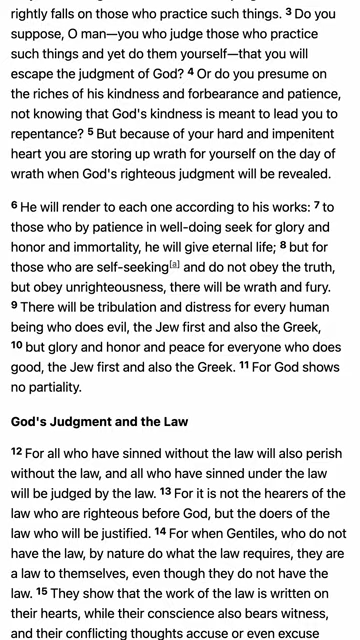 rightly falls on those who practice such things. 3 Do you
suppose, O man—you who judge those who practice
such things and yet do them yourself—that you will
escape the judgment of God? 4 Or do you presume on
the riches of his kindness and forbearance and patience,
not knowing that God's kindness is meant to lead you to
repentance? 5 But because of your hard and impenitent
heart you are storing up wrath for yourself on the day of
wrath when God's righteous judgment will be revealed.
6 He will render to each one according to his works: 7 to
those who by patience in well-doing seek for glory and
honor and immortality, he will give eternal life; 8 but for
those who are self-seeking[a] and do not obey the truth,
but obey unrighteousness, there will be wrath and fury.
9 There will be tribulation and distress for every human
being who does evil, the Jew first and also the Greek,
10 but glory and honor and peace for everyone who does
good, the Jew first and also the Greek. 11 For God shows
no partiality.
God's Judgment and the Law
12 For all who have sinned without the law will also perish
without the law, and all who have sinned under the law
will be judged by the law. 13 For it is not the hearers of the
law who are righteous before God, but the doers of the
law who will be justified. 14 For when Gentiles, who do not
have the law, by nature do what the law requires, they are
a law to themselves, even though they do not have the
law. 15 They show that the work of the law is written on
their hearts, while their conscience also bears witness,
and their conflicting thoughts accuse or even excuse